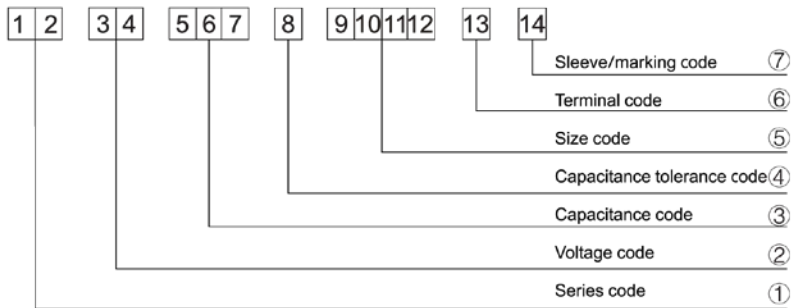 1 2 3 4 5 6 7 8 9 10 11 12 13 14
Sleeve/marking code ⑦
Terminal code ⑥
Size code ⑤
Capacitance tolerance code ④
Capacitance code ③
Voltage code ②
Series code ①